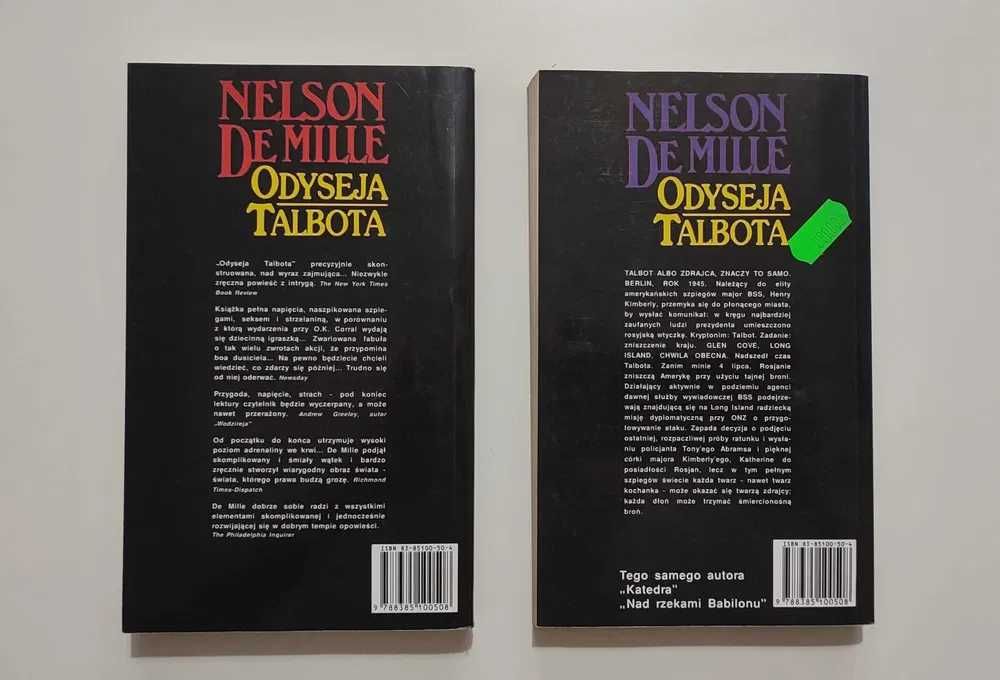 NELSON
DE MILLE
ODYSEJA
TALBOTA
„Odyseja Talbota" precyzyjnie skon-
struowana, nad wyraz zajmująca... Niezwykle
zręczna powieść z intrygą. The New York Times
Book Review
Książka pełna napięcia, naszpikowana szpie-
gami, seksem i strzelaniną, w porównaniu
z którą wydarzenia przy O.K. Corral wydają
się dziecinną igraszką... Zwariowana fabuła
o tak wielu zwrotach akcji, że przypomina
boa dusiciela... Na pewno będziecie chcieli
wiedzieć, co zdarzy się później... Trudno się
od niej oderwać. Newsday
Przygoda, napięcie, strach - pod koniec
lektury czytelnik będzie wyczerpany, a może
nawet przerażony. Andrew Greeley, autor
„Wodzireja"
Od początku do końca utrzymuje wysoki
poziom adrenaliny we krwi... De Mille podjął
skomplikowany i śmiały wątek i bardzo
zręcznie stworzył wiarygodny obraz świata -
świata, którego prawa budzą grozę. Richmond
Times-Dispatch
De Mille dobrze sobie radzi z wszystkimi
elementami skomplikowanej i jednocześnie
rozwijającej się w dobrym tempie opowieści.
The Philadelphia Inquirer
ISBN 83-85100-50-4
9 788385 100508
NELSON
DE MILLE
ODYSEJA
TALBOTA
TALBOT ALBO ZDRAJCA, ZNACZY TO SAMO.
BERLIN, ROK 1945. Należący do elity
amerykańskich szpiegów major BSS, Henry
Kimberly, przemyka się do płonącego miasta,
by wysłać komunikat: w kręgu najbardziej
zaufanych ludzi prezydenta umieszczono
rosyjską wtyczkę. Kryptonim: Talbot. Zadanie:
zniszczenie kraju. GLEN COVE, LONG
ISLAND, CHWILA OBECNA. Nadszedł czas
Talbota. Zanim minie 4 lipca, Rosjanie
zniszczą Amerykę przy użyciu tajnej broni.
Działający aktywnie w podziemiu agenci
dawnej służby wywiadowczej BSS podejrze-
wają znajdującą się na Long Island radziecką
misję dyplomatyczną przy ONZ o przygo-
towywanie ataku. Zapada decyzja o podjęciu
ostatniej, rozpaczliwej próby ratunku i wysła-
niu policjanta Tony'ego Abramsa i pięknej
córki majora Kimberly'ego, Katherine do
posiadłości Rosjan, lecz w tym pełnym
szpiegów świecie każda twarz - nawet twarz
kochanka - może okazać się twarzą zdrajcy;
każda dłoń może trzymać śmiercionośną
broń.
ISBN 83-85100-50-4
Tego samego autora
„Katedra"
„Nad rzekami Babilonu"
9 788385 100508